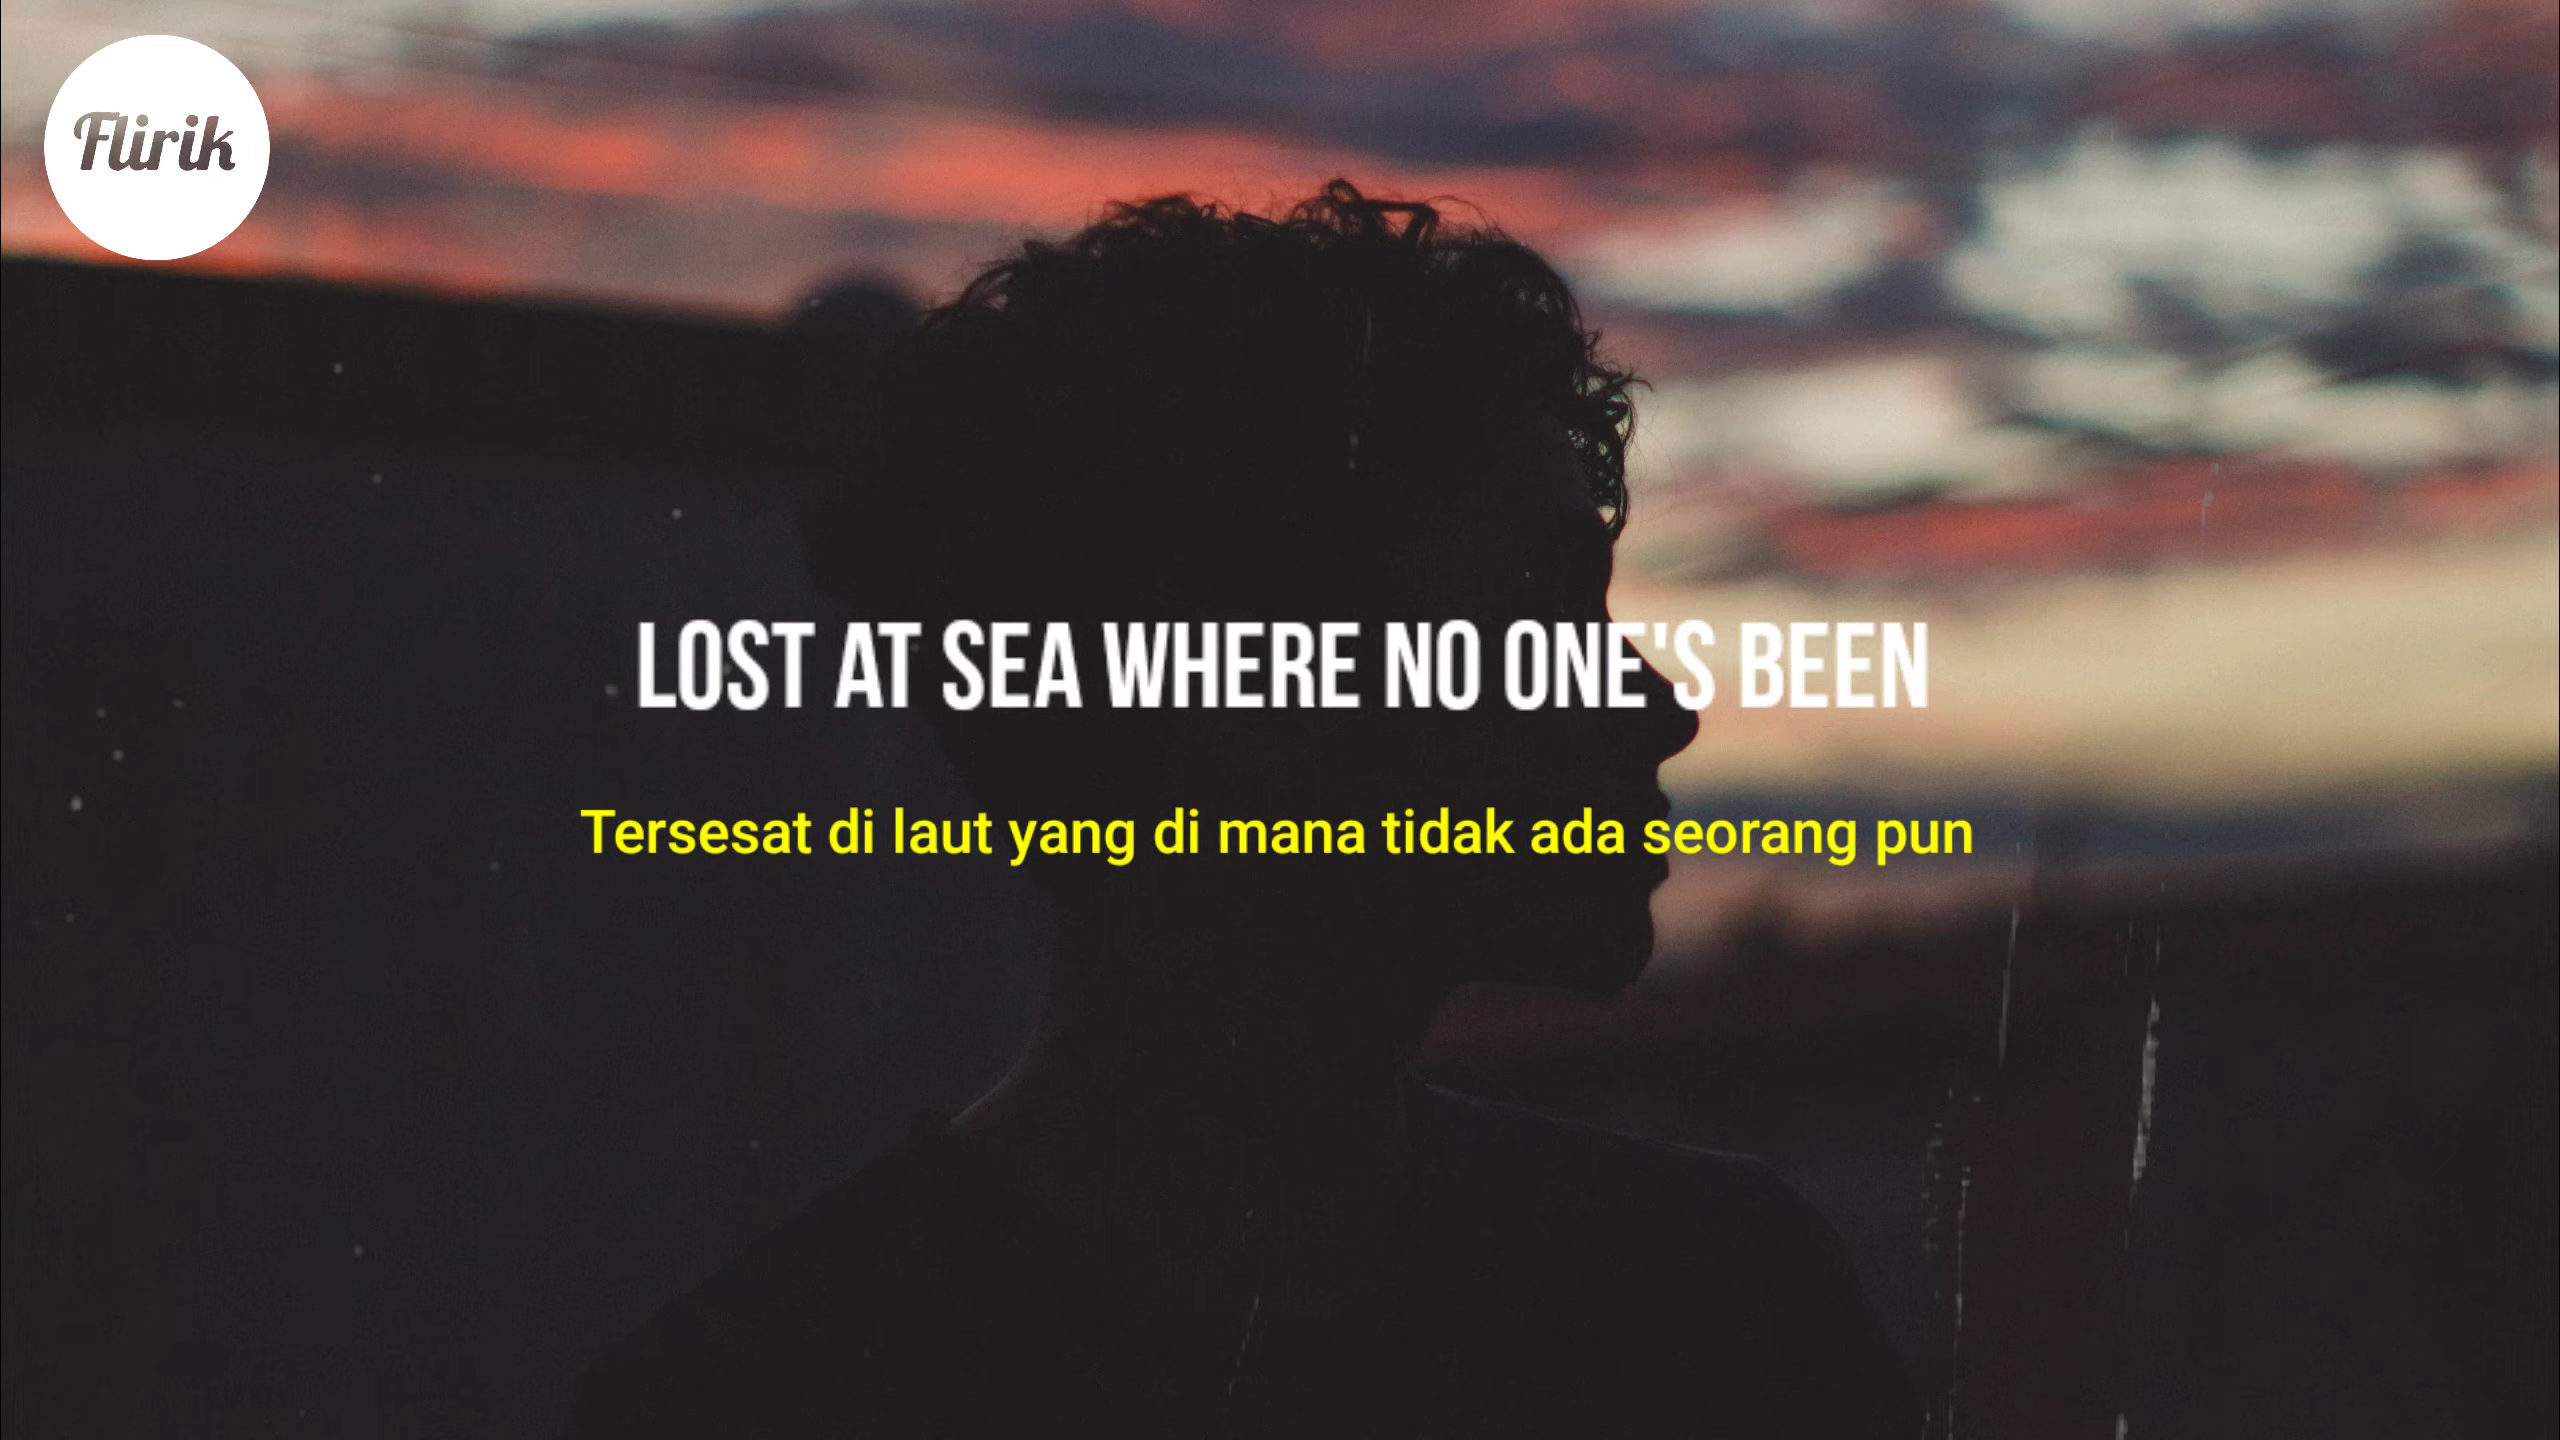 Flirik
LOST AT SEA WHERE NO ONE'S BEEN
Tersesat di laut yang di mana tidak ada seorang pun